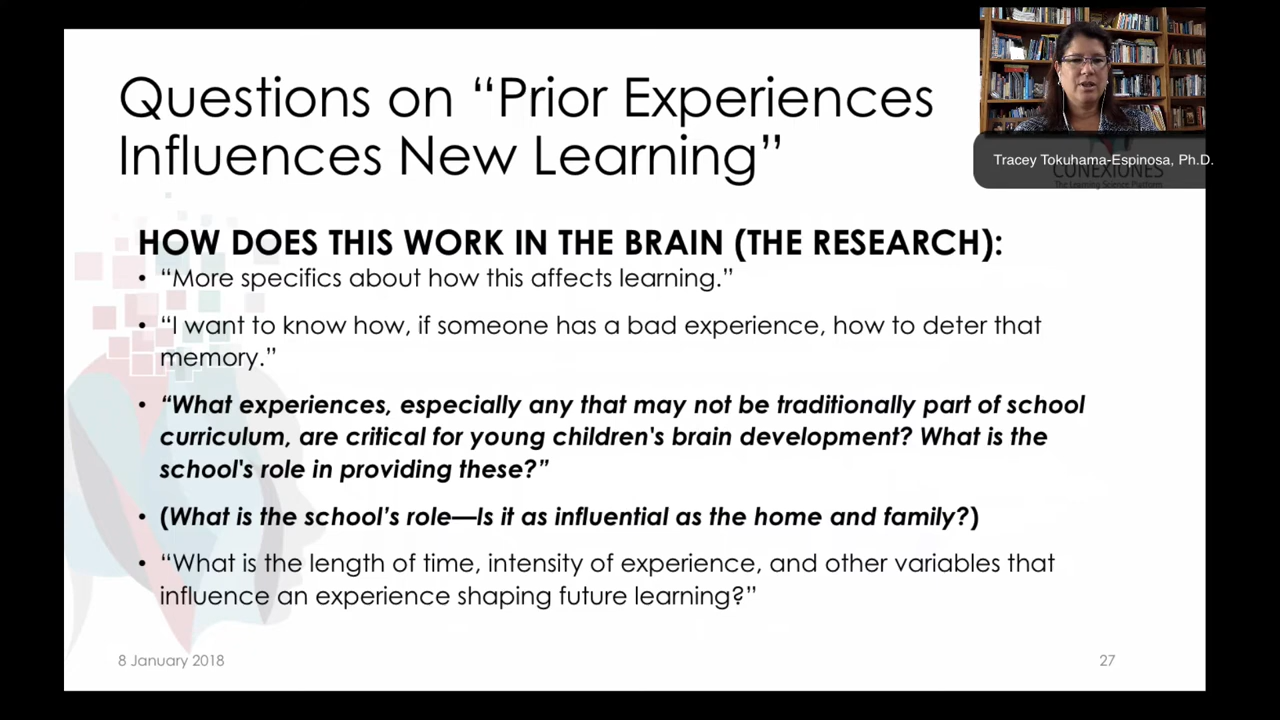 Questions on “Prior Experiences
Influences New Learning”
Tracey Tokuhama-Espinosa, Ph.D.
CONEXIONES
The Learning Science Platform
HOW DOES THIS WORK IN THE BRAIN (THE RESEARCH):
• “More specifics about how this affects learning.”
• “I want to know how, if someone has a bad experience, how to deter that
memory.”
• “What experiences, especially any that may not be traditionally part of school
curriculum, are critical for young children's brain development? What is the
school's role in providing these?”
• (What is the school’s role—Is it as influential as the home and family?)
• “What is the length of time, intensity of experience, and other variables that
influence an experience shaping future learning?”
8 January 2018
27